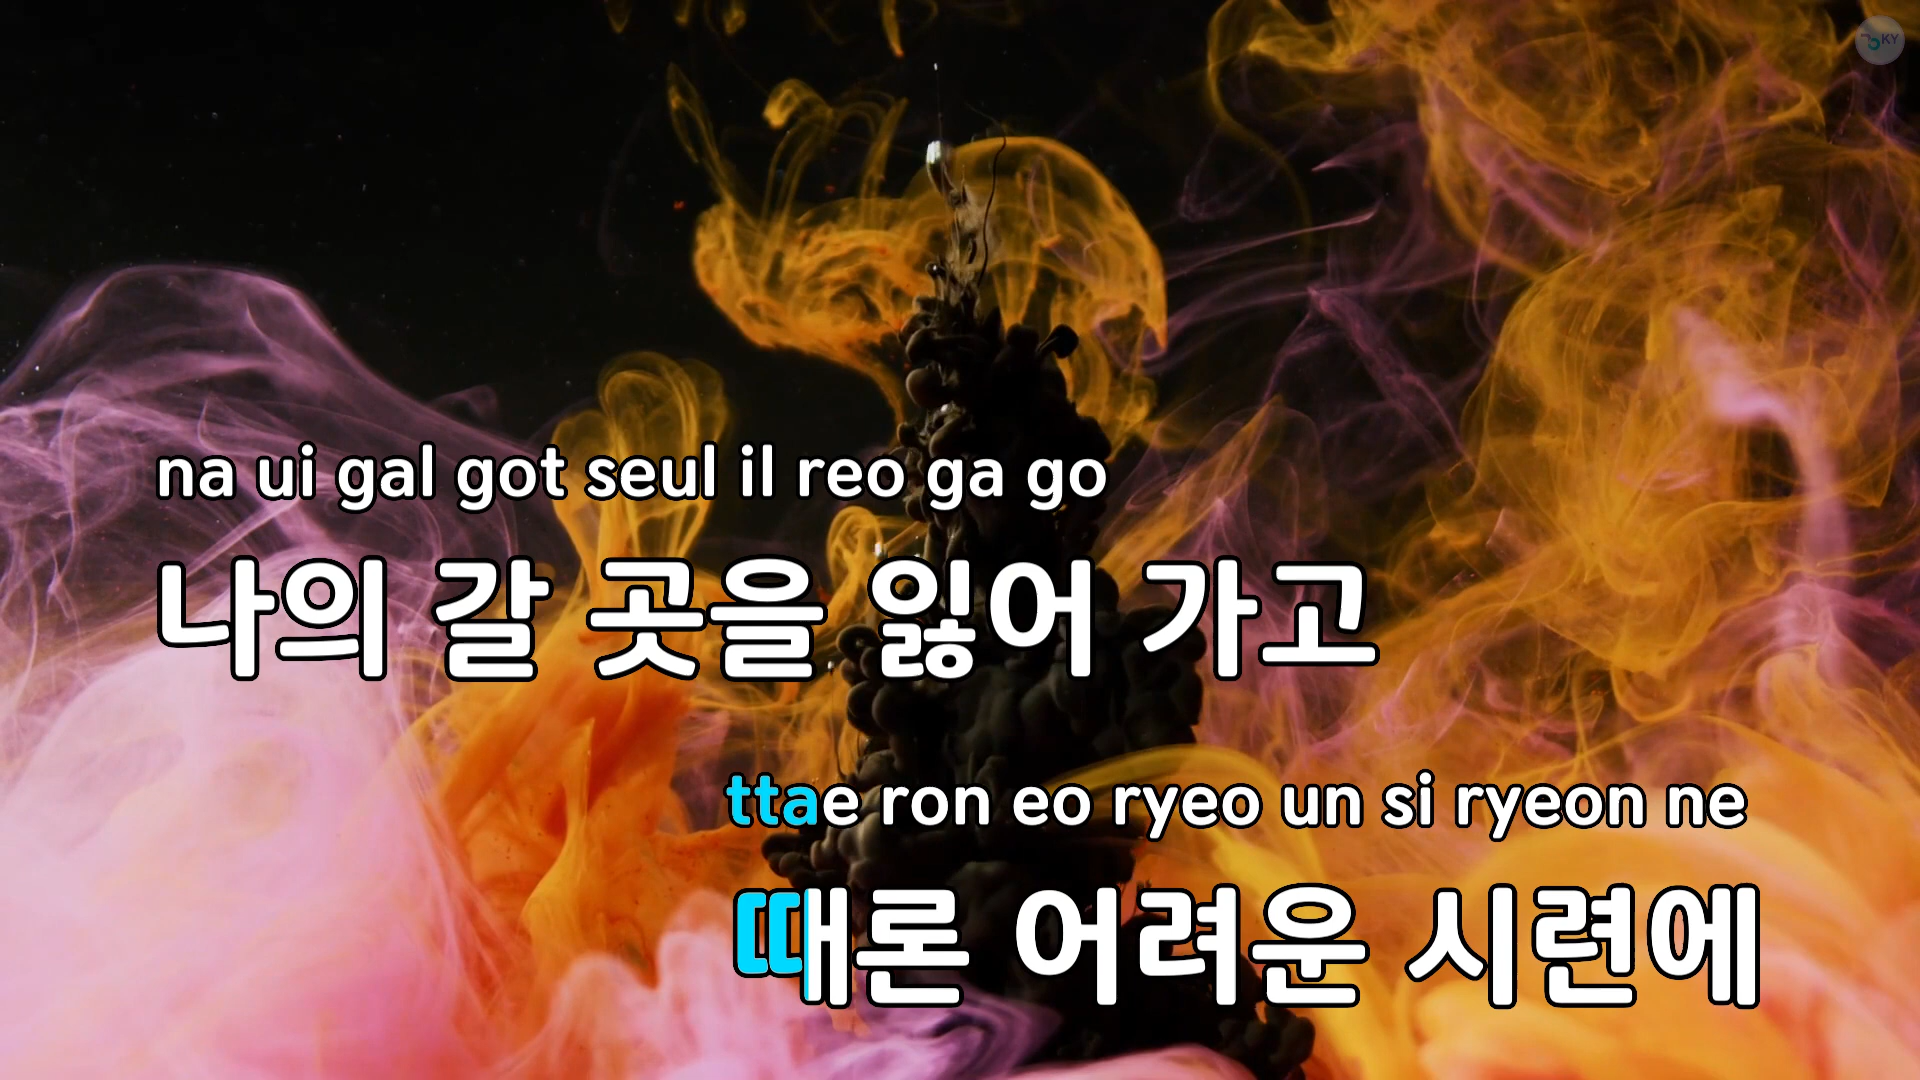 KY
na ui gal got seul il reo ga go
나의 갈 곳을 잃어 가고
ttae ron eo ryeo un si ryeon ne
때론 어려운 시련에